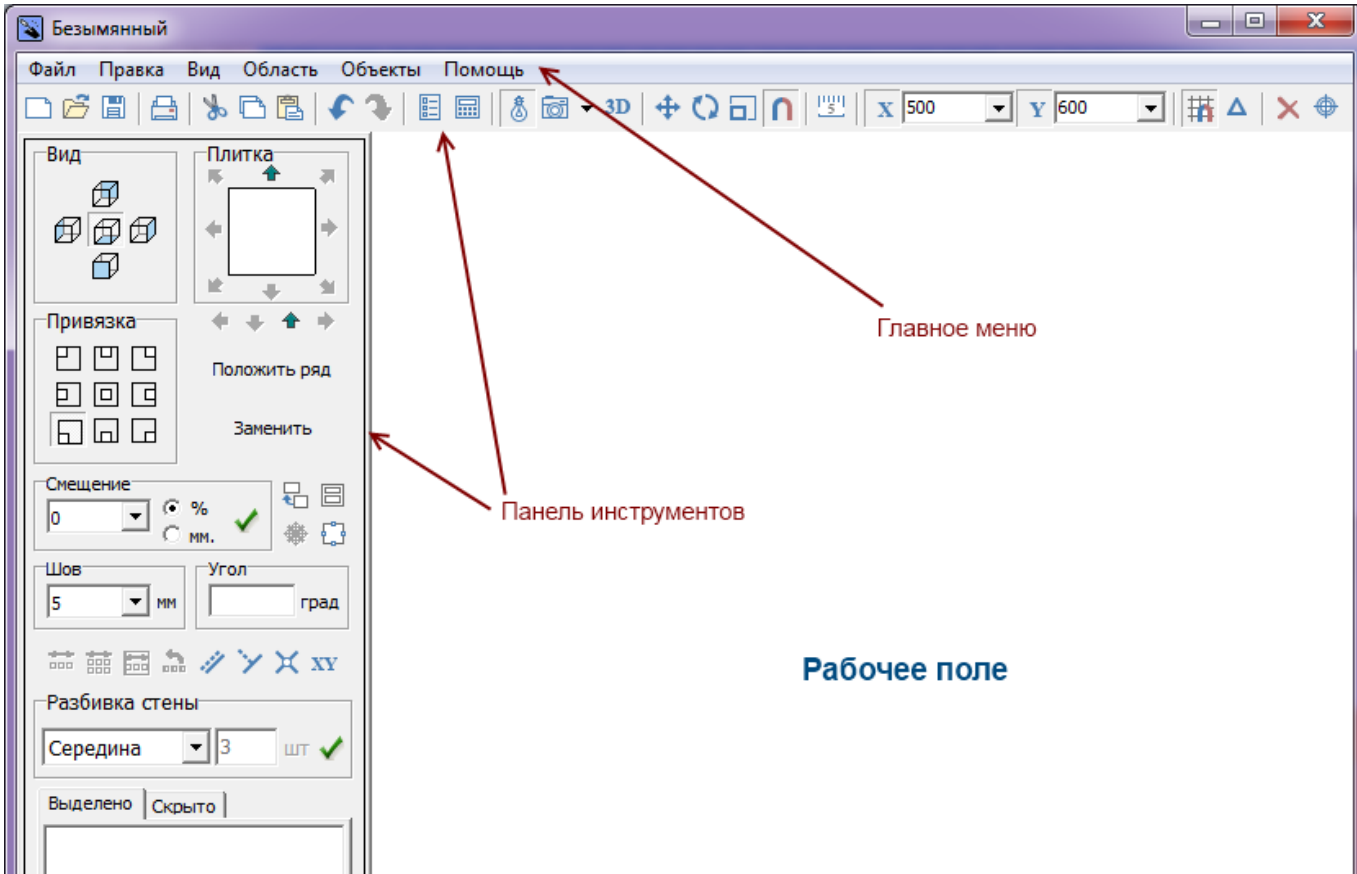 Безымянный
Файл Правка Вид Область Объекты Помощь
3D 5 X 500 Y 600
Вид Плитка
Привязка
Положить ряд
Заменить
Главное меню
Смещение
0 %
мм.
Панель инструментов
Шов Угол
5 мм град
XY
Рабочее поле
Разбивка стены
Середина 3 шт
Выделено Скрыто